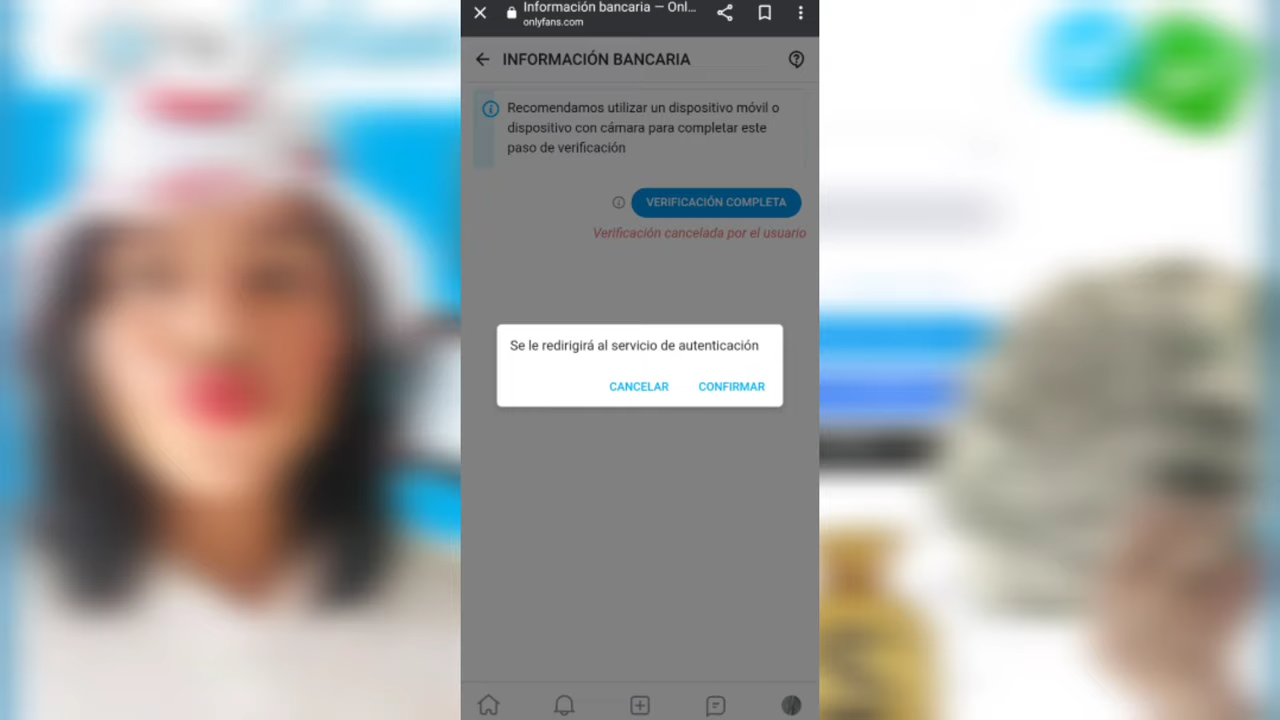 Información bancaria — Onl...
onlyfans.com
INFORMACIÓN BANCARIA
Recomendamos utilizar un dispositivo móvil o
dispositivo con cámara para completar este
paso de verificación
VERIFICACIÓN COMPLETA
Verificación cancelada por el usuario
Se le redirigirá al servicio de autenticación
CANCELAR CONFIRMAR